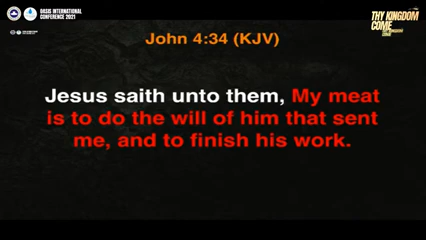 OASIS INTERNATIONAL
CONFERENCE 2021
THY KINGDOM
COME
John 4:34 (KJV)
Jesus saith unto them, My meat
is to do the will of him that sent
me, and to finish his work.